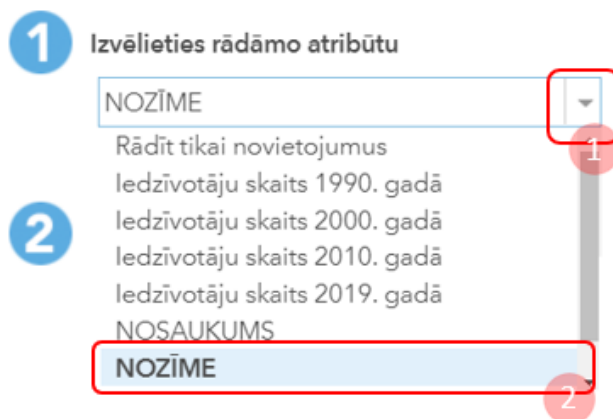 1 Izvēlieties rādāmo atribūtu
NOZĪME
1
Rādīt tikai novietojumus
Iedzīvotāju skaits 1990. gadā
2 Iedzīvotāju skaits 2000. gadā
Iedzīvotāju skaits 2010. gadā
Iedzīvotāju skaits 2019. gadā
NOSAUKUMS
NOZĪME
2